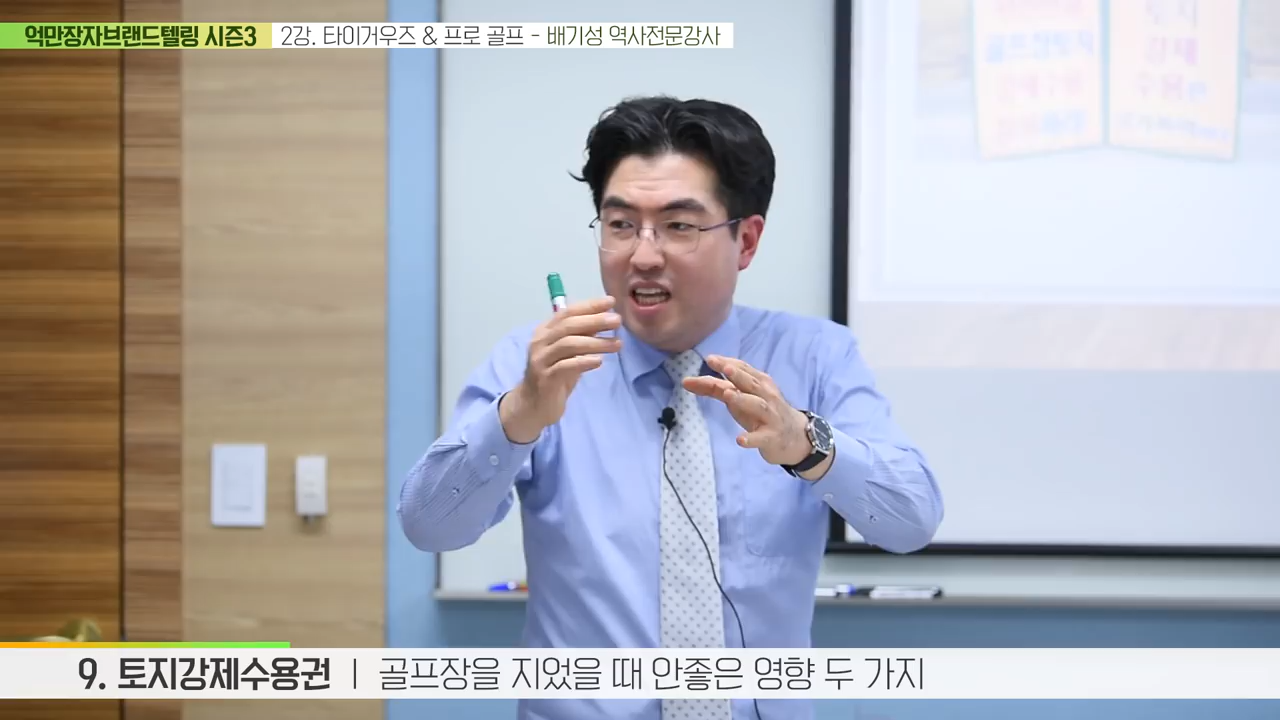 억만장자브랜드텔링 시즌3 2강. 타이거우즈 & 프로 골프 - 배기성 역사전문강사
9. 토지강제수용권 | 골프장을 지었을 때 안좋은 영향 두 가지